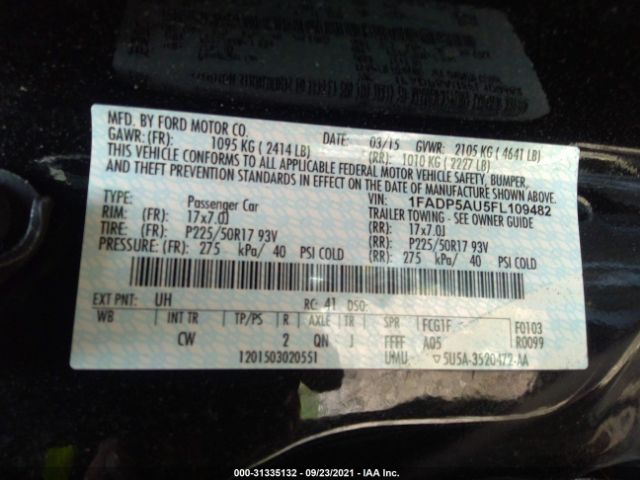 MFD. BY FORD MOTOR CO.
DATE: 03/15 GVWR: 2105 KG ( 4641 LB)
GAWR: (FR): 1095 KG ( 2414 LB) (RR): 1010 KG ( 2227 LB)
THIS VEHICLE CONFORMS TO ALL APPLICABLE FEDERAL MOTOR VEHICLE SAFETY, BUMPER,
AND THEFT PREVENTION STANDARDS IN EFFECT ON THE DATE OF MANUFACTURE SHOWN ABOVE.
VIN: 1FADP5AU5FL109482
TYPE: Passenger Car TRAILER TOWING - SEE OWNER GUIDE
RIM: (FR): 17x7.0J (RR): 17x7.0J
TIRE: (FR): P225/50R17 93V (RR): P225/50R17 93V
PRESSURE: (FR): 275 kPa/ 40 PSI COLD (RR): 275 kPa/ 40 PSI COLD
EXT PNT: UH RC: 41 DSO:
WB INT TR TP/PS R AXLE TR SPR FCG1F F0103
CW 2 QN J FFFF A05 R0099
1201503020551 UMU: ▽5U5A-3520472-AA
000-31335132 - 09/23/2021 - IAA Inc.